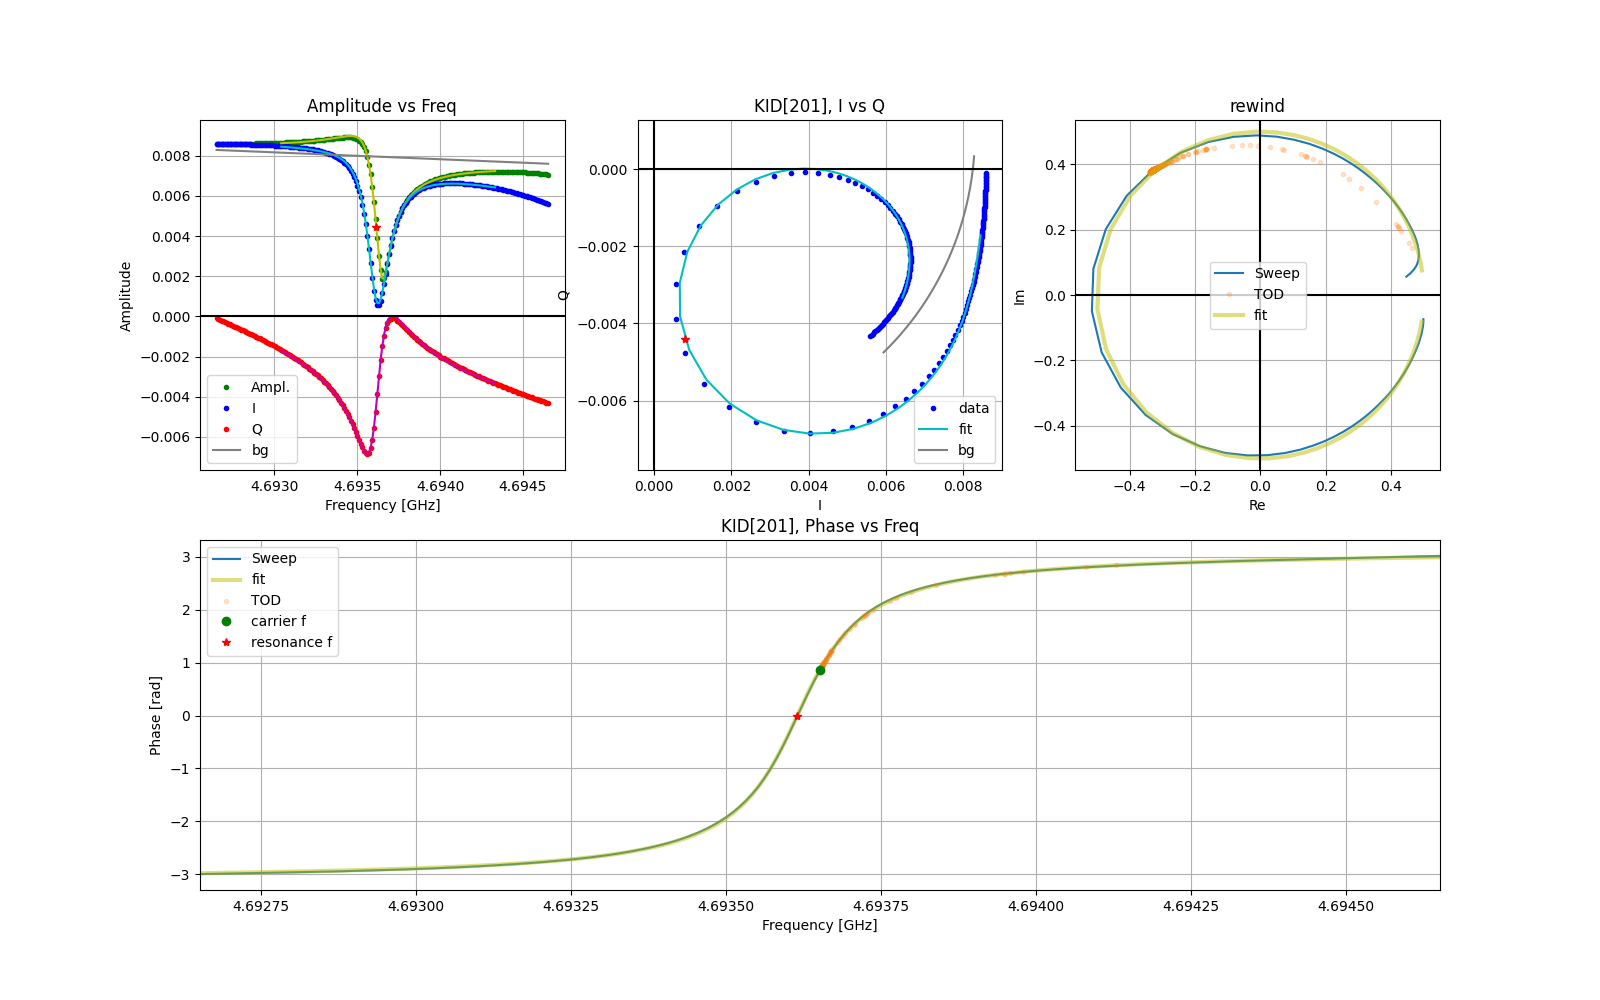 Amplitude vs Freq
0.008
0.006
0.004
0.002
0.000
−0.002
−0.004
−0.006
Amplitude
Ampl.
I
Q
bg
4.6930
4.6935
4.6940
4.6945
Frequency [GHz]
KID[201], I vs Q
0.000
−0.002
−0.004
−0.006
Q
data
fit
bg
0.000
0.002
0.004
0.006
0.008
I
rewind
0.4
0.2
0.0
−0.2
−0.4
Im
Sweep
TOD
fit
−0.4
−0.2
0.0
0.2
0.4
Re
KID[201], Phase vs Freq
3
2
1
0
−1
−2
−3
Phase [rad]
Sweep
fit
TOD
carrier f
resonance f
4.69275
4.69300
4.69325
4.69350
4.69375
4.69400
4.69425
4.69450
Frequency [GHz]